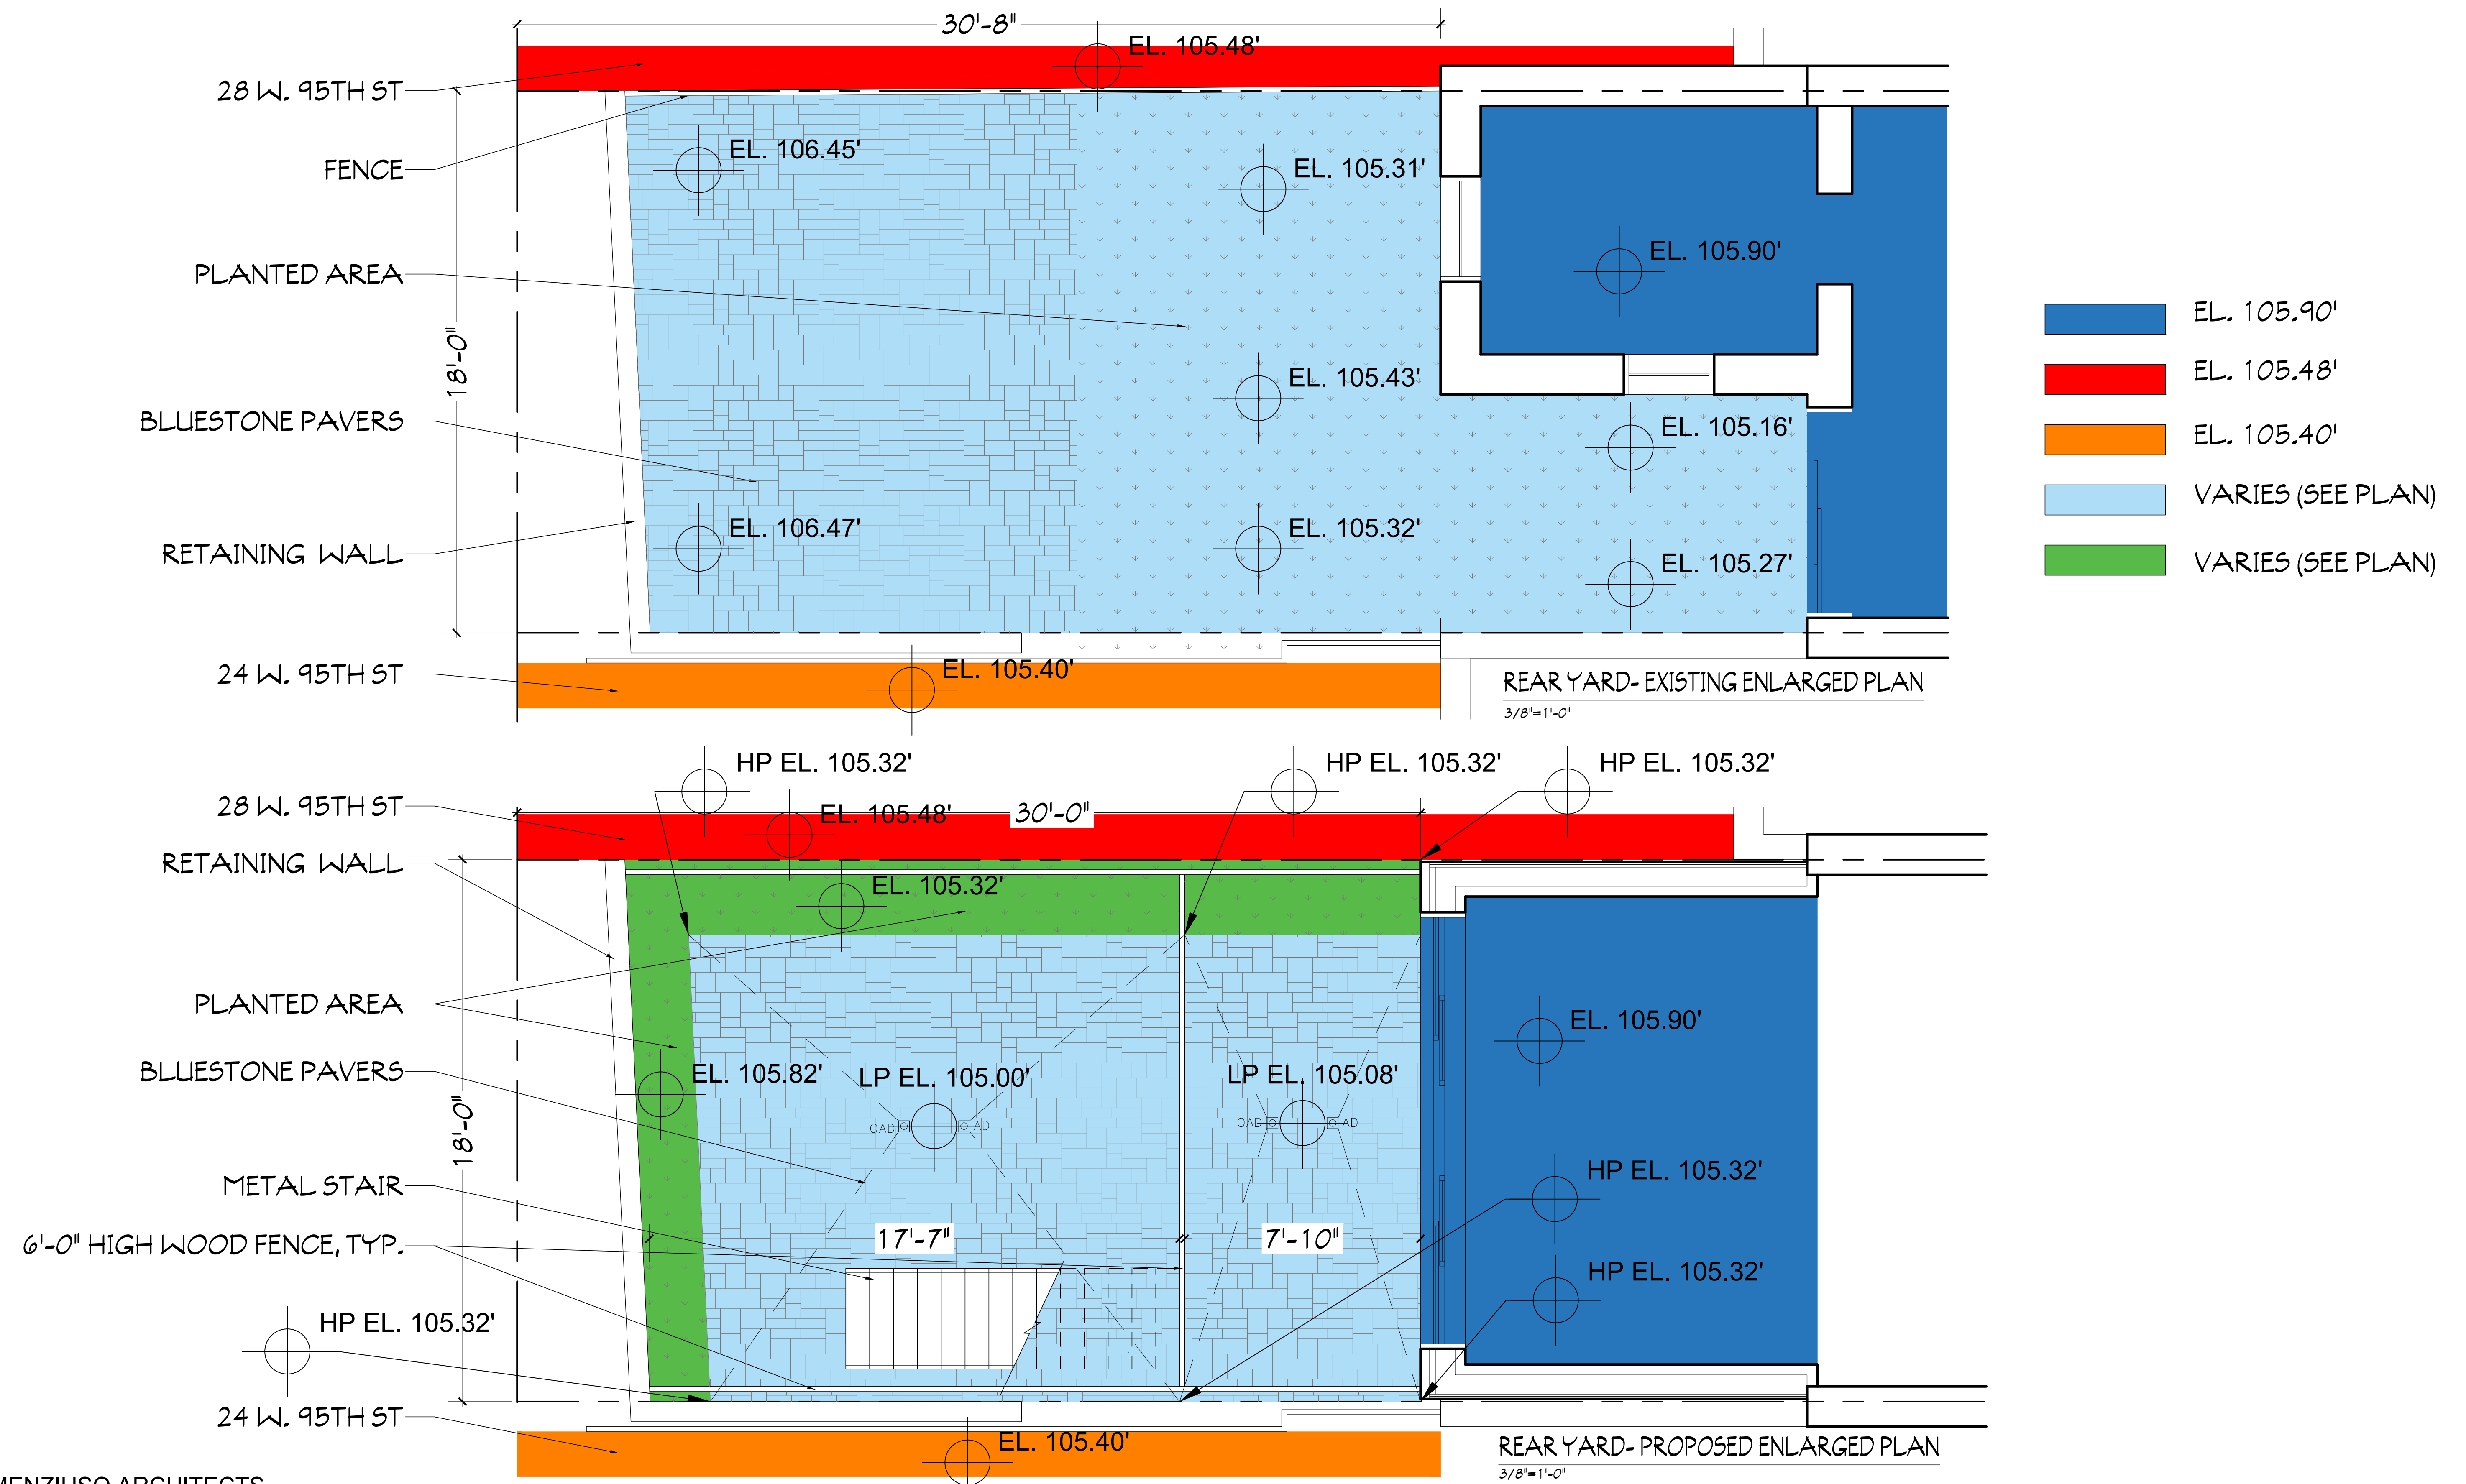 30'-8"
EL. 105.48'
28 W. 95TH ST
EL. 106.45'
FENCE
EL. 105.31'
EL. 105.90'
PLANTED AREA
18'-0"
EL. 105.43'
BLUESTONE PAVERS
EL. 105.16'
EL. 106.47'
EL. 105.32'
RETAINING WALL
EL. 105.27'
24 W. 95TH ST
EL. 105.40'
REAR YARD- EXISTING ENLARGED PLAN
3/8"=1'-0"
EL. 105.90'
EL. 105.48'
EL. 105.40'
VARIES (SEE PLAN)
VARIES (SEE PLAN)
HP EL. 105.32'
HP EL. 105.32'
HP EL. 105.32'
28 W. 95TH ST
EL. 105.48'
30'-0"
RETAINING WALL
EL. 105.32'
PLANTED AREA
EL. 105.90'
BLUESTONE PAVERS
EL. 105.82'
LP EL. 105.00'
LP EL. 105.08'
OAD
AD
OAD
AD
18'-0"
METAL STAIR
HP EL. 105.32'
17'-7"
7'-10"
6'-0" HIGH WOOD FENCE, TYP.
HP EL. 105.32'
HP EL. 105.32'
24 W. 95TH ST
EL. 105.40'
REAR YARD- PROPOSED ENLARGED PLAN
3/8"=1'-0"
ARCHITECTS